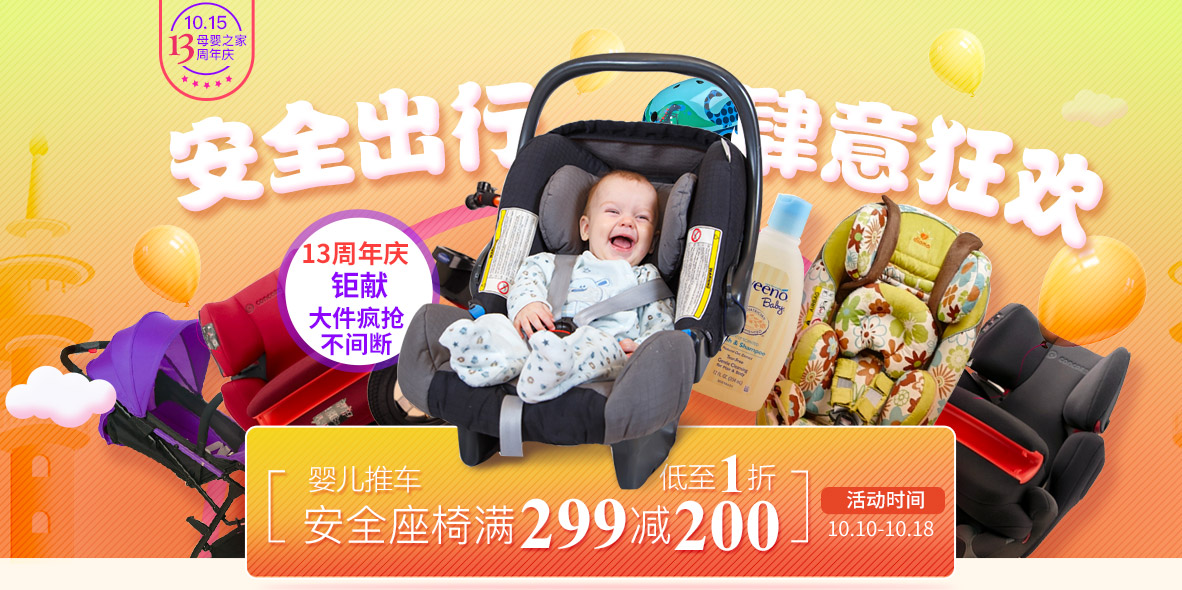 10.15
13 母婴之家
周年庆
安全出行 肆意狂欢
13周年庆
钜献
大件疯抢
不间断
Baby
& Shampoo
婴儿推车 低至1折
安全座椅满299减200
活动时间
10.10-10.18